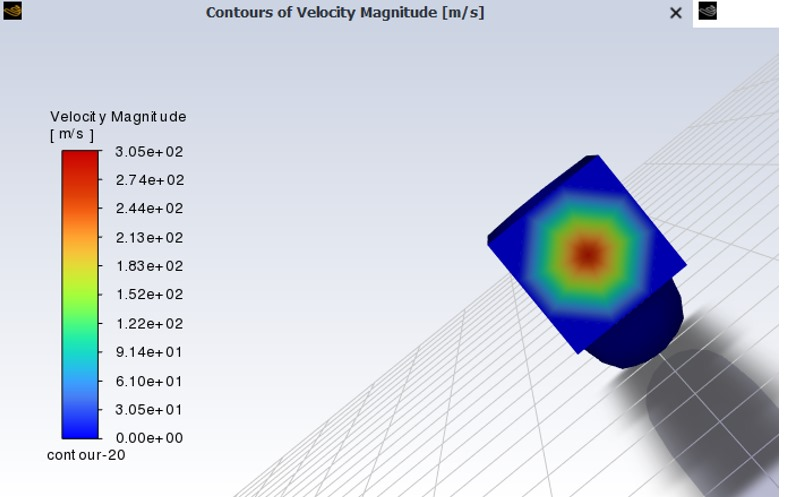 Contours of Velocity Magnitude [m/s]
Velocity Magnitude
[ m/s ]
3.05e+02
2.74e+02
2.44e+02
2.13e+02
1.83e+02
1.52e+02
1.22e+02
9.14e+01
6.10e+01
3.05e+01
0.00e+00
contour-20